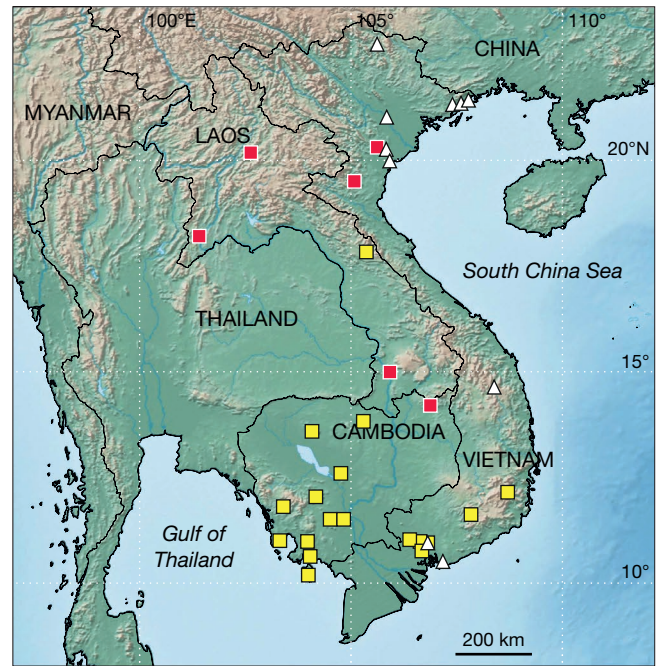 100°E
105°E
110°E
CHINA
MYANMAR
LAOS
20°N
South China Sea
THAILAND
15°
CAMBODIA
VIETNAM
Gulf of
Thailand
10°
200 km